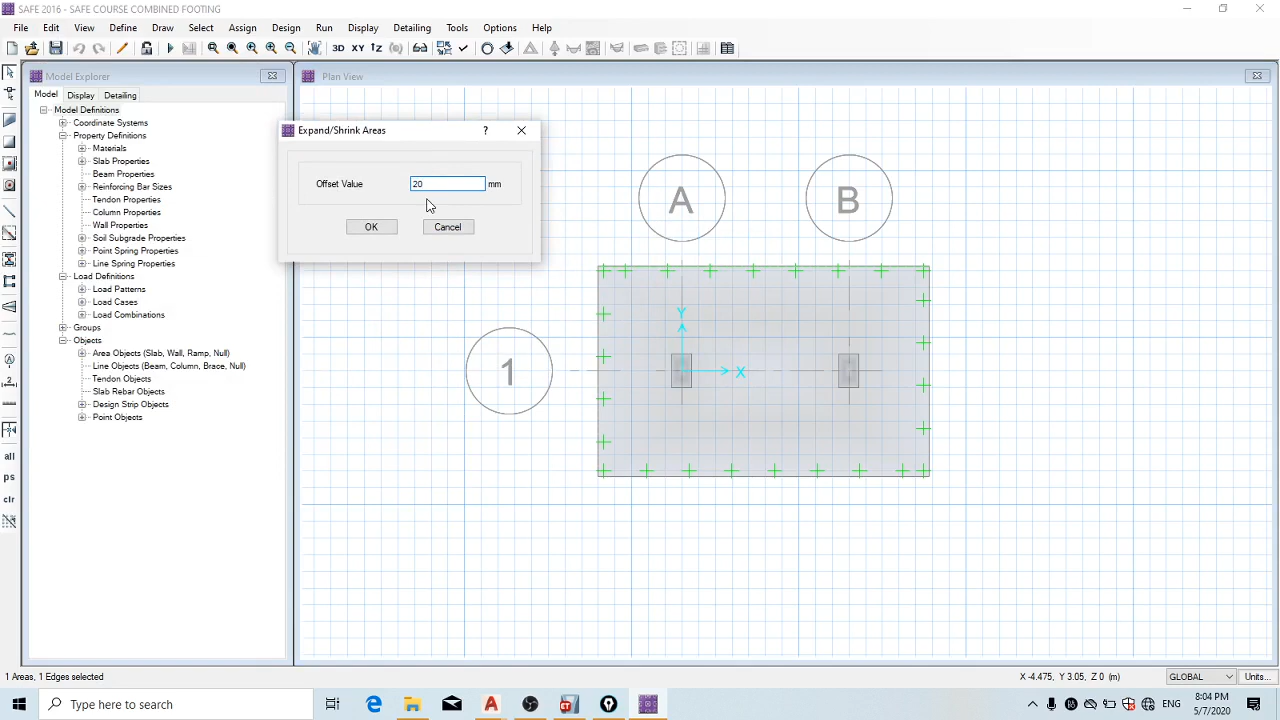 SAFE 2016 - SAFE COURSE COMBINED FOOTING
File Edit View Define Draw Select Assign Design Run Display Detailing Tools Options Help
3D XY
Model Explorer
Plan View
Model Display Detailing
Model Definitions
Coordinate Systems
Property Definitions
Materials
Slab Properties
Beam Properties
Reinforcing Bar Sizes
Tendon Properties
Column Properties
Wall Properties
Soil Subgrade Properties
Point Spring Properties
Line Spring Properties
Load Definitions
Load Patterns
Load Cases
Load Combinations
Groups
Objects
Area Objects (Slab, Wall, Ramp, Null)
Line Objects (Beam, Column, Brace, Null)
Tendon Objects
Slab Rebar Objects
Design Strip Objects
Point Objects
all
ps
clr
Expand/Shrink Areas ?
Offset Value 20 mm
OK Cancel
A B
1
Y
X
1 Areas, 1 Edges selected
X -4.475, Y 3.05, Z 0 (m)
GLOBAL
Units...
Type here to search
ENG
8:04 PM
5/7/2020